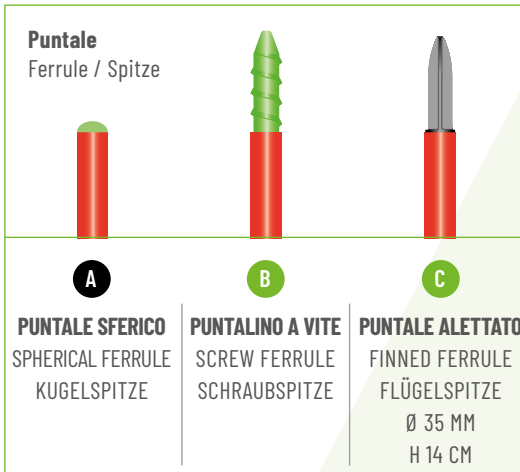 Puntale
Ferrule / Spitze
A
B
C
PUNTALE SFERICO
SPHERICAL FERRULE
KUGELSPITZE
PUNTALINO A VITE
SCREW FERRULE
SCHRAUBSPITZE
PUNTALE ALETTATO
FINNED FERRULE
FLÜGELSPITZE
Ø 35 MM
H 14 CM